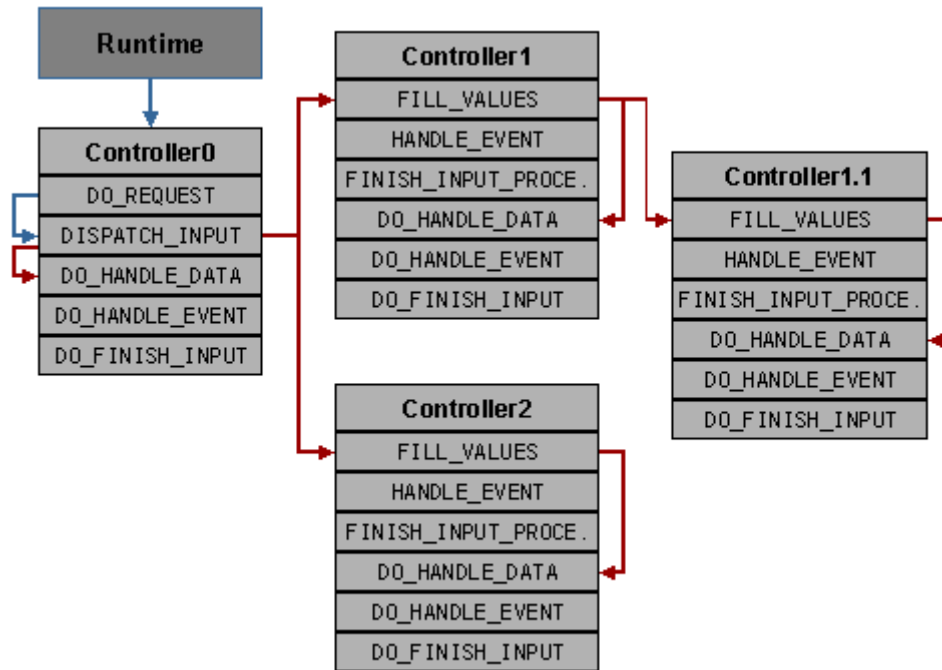 Runtime
Controller0
DO_REQUEST
DISPATCH_INPUT
DO_HANDLE_DATA
DO_HANDLE_EVENT
DO_FINISH_INPUT
Controller1
FILL_VALUES
HANDLE_EVENT
FINISH_INPUT_PROCE.
DO_HANDLE_DATA
DO_HANDLE_EVENT
DO_FINISH_INPUT
Controller1.1
FILL_VALUES
HANDLE_EVENT
FINISH_INPUT_PROCE.
DO_HANDLE_DATA
DO_HANDLE_EVENT
DO_FINISH_INPUT
Controller2
FILL_VALUES
HANDLE_EVENT
FINISH_INPUT_PROCE.
DO_HANDLE_DATA
DO_HANDLE_EVENT
DO_FINISH_INPUT